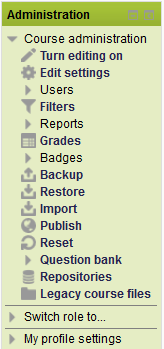 Administration
Course administration
Turn editing on
Edit settings
Users
Filters
Reports
Grades
Badges
Backup
Restore
Import
Publish
Reset
Question bank
Repositories
Legacy course files
Switch role to...
My profile settings